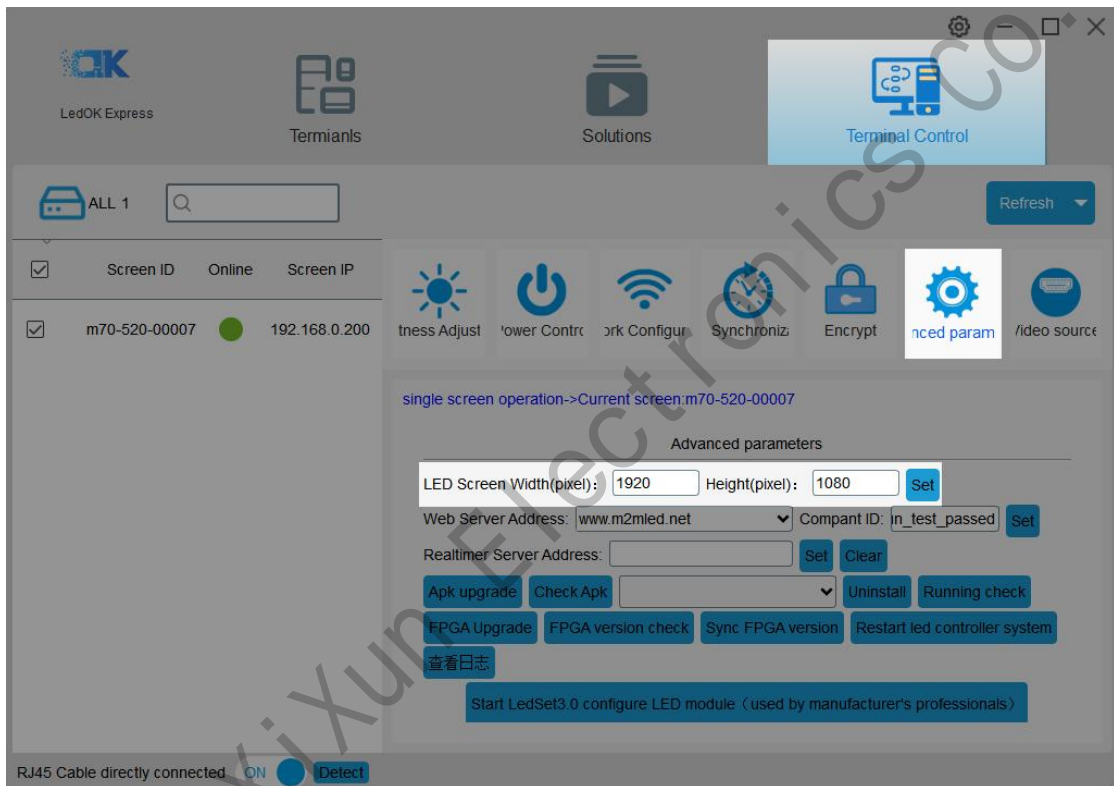 LedOK Express
Termianls
Solutions
Terminal Control
ALL 1
Refresh
Screen ID Online Screen IP
m70-520-00007 192.168.0.200
tness Adjust ower Contro ork Configur Synchroniz Encrypt nced param Video source
single screen operation->Current screen:m70-520-00007
Advanced parameters
LED Screen Width(pixel): 1920 Height(pixel): 1080 Set
Web Server Address: www.m2mled.net Compant ID: n_test_passed Set
Realtimer Server Address: Set Clear
Apk upgrade Check Apk Uninstall Running check
FPGA Upgrade FPGA version check Sync FPGA version Restart led controller system
查看日志
Start LedSet3.0 configure LED module（used by manufacturer's professionals）
RJ45 Cable directly connected ON Detect
XiXun Electronics Co.